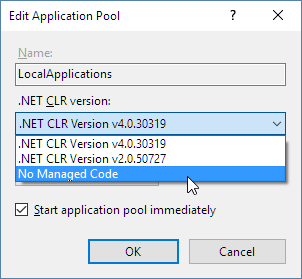 Edit Application Pool
Name:
LocalApplications
.NET CLR version:
.NET CLR Version v4.0.30319
.NET CLR Version v4.0.30319
.NET CLR Version v2.0.50727
No Managed Code
Start application pool immediately
OK
Cancel